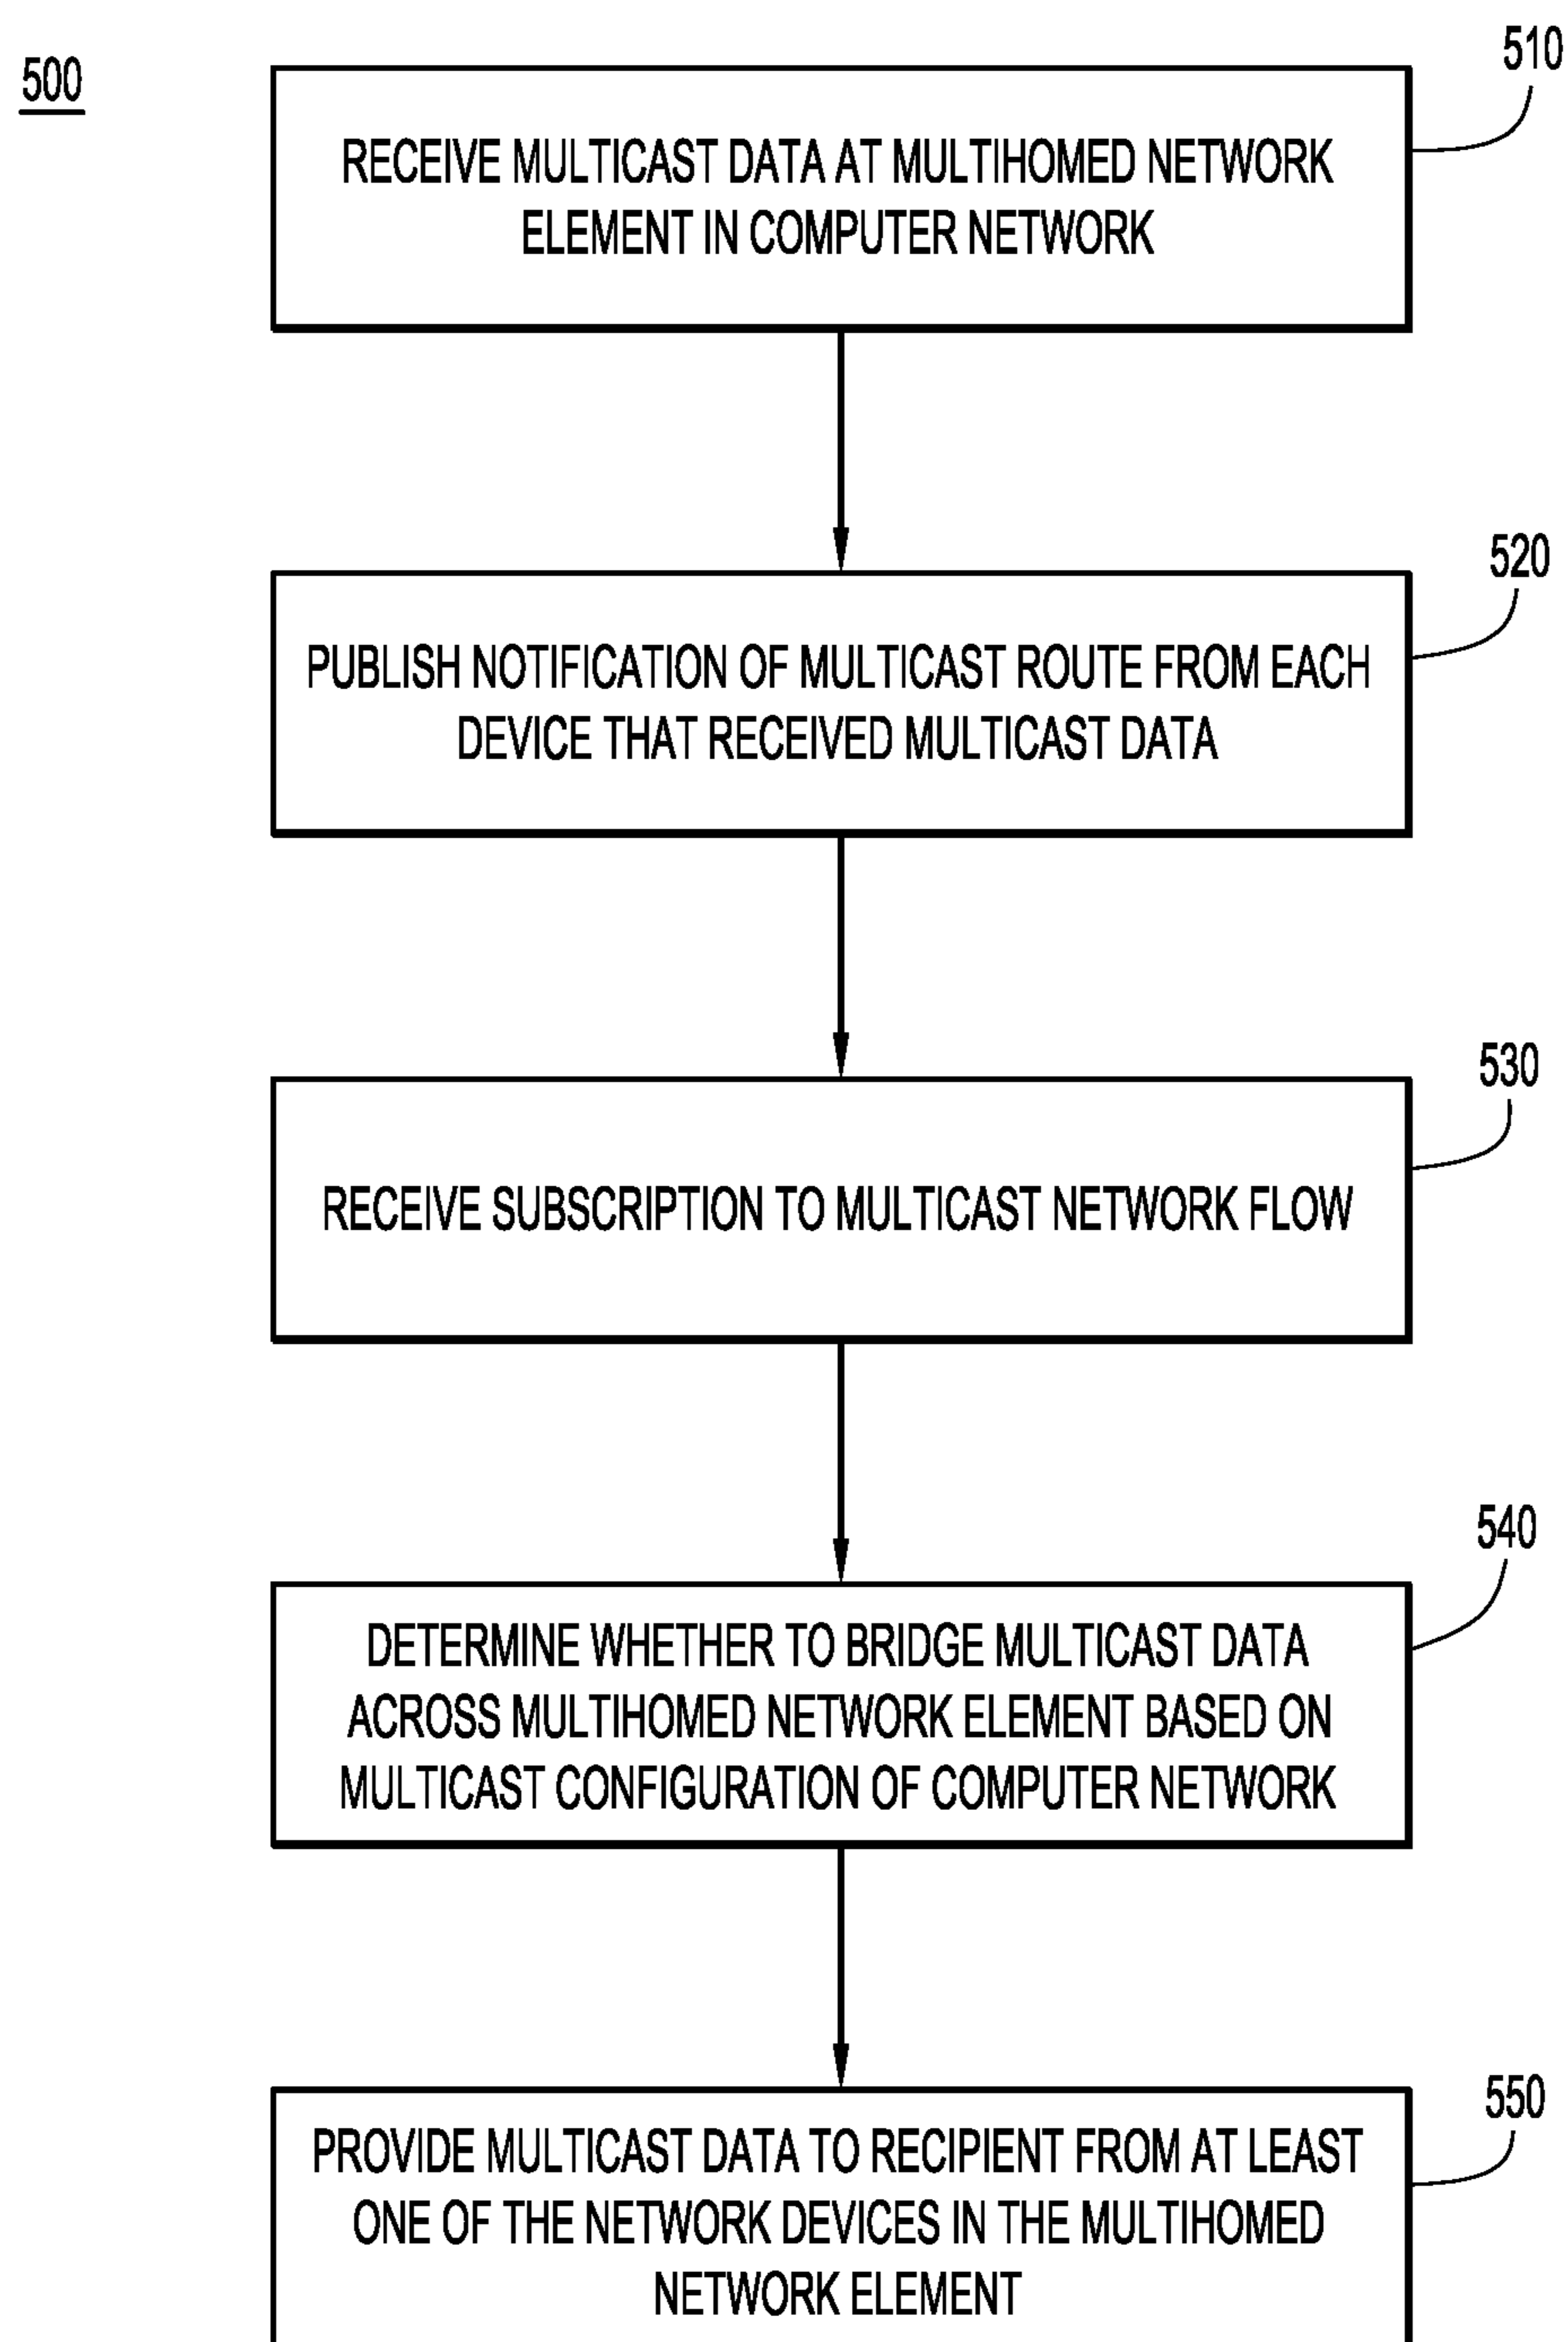 500
510
RECEIVE MULTICAST DATA AT MULTIHOMED NETWORK
ELEMENT IN COMPUTER NETWORK
520
PUBLISH NOTIFICATION OF MULTICAST ROUTE FROM EACH
DEVICE THAT RECEIVED MULTICAST DATA
530
RECEIVE SUBSCRIPTION TO MULTICAST NETWORK FLOW
540
DETERMINE WHETHER TO BRIDGE MULTICAST DATA
ACROSS MULTIHOMED NETWORK ELEMENT BASED ON
MULTICAST CONFIGURATION OF COMPUTER NETWORK
550
PROVIDE MULTICAST DATA TO RECIPIENT FROM AT LEAST
ONE OF THE NETWORK DEVICES IN THE MULTIHOMED
NETWORK ELEMENT